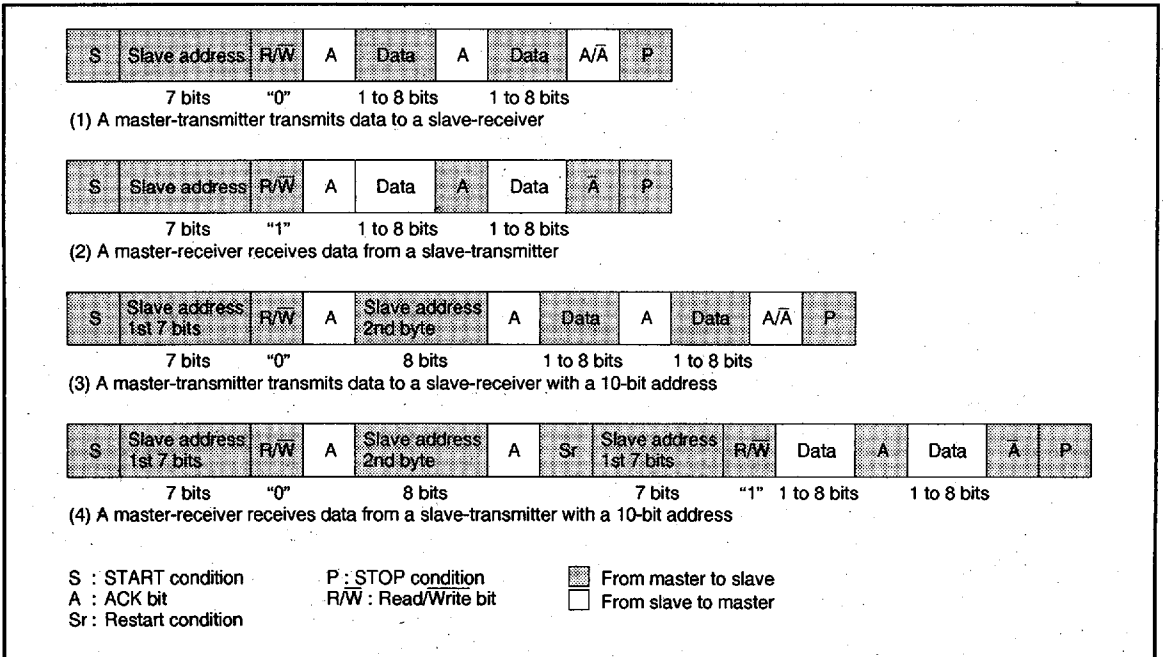 S Slave address R/W̅ A Data A Data A/A̅ P
7 bits “0” 1 to 8 bits 1 to 8 bits
(1) A master-transmitter transmits data to a slave-receiver
S Slave address R/W̅ A Data A Data A̅ P
7 bits “1” 1 to 8 bits 1 to 8 bits
(2) A master-receiver receives data from a slave-transmitter
S Slave address 1st 7 bits R/W̅ A Slave address 2nd byte A Data A Data A/A̅ P
7 bits “0” 8 bits 1 to 8 bits 1 to 8 bits
(3) A master-transmitter transmits data to a slave-receiver with a 10-bit address
S Slave address 1st 7 bits R/W̅ A Slave address 2nd byte A Sr Slave address 1st 7 bits R/W̅ Data A Data A̅ P
7 bits “0” 8 bits 7 bits “1” 1 to 8 bits 1 to 8 bits
(4) A master-receiver receives data from a slave-transmitter with a 10-bit address
S : START condition P : STOP condition From master to slave
A : ACK bit R/W̅ : Read/W̅r̅i̅t̅e̅ bit From slave to master
Sr : Restart condition